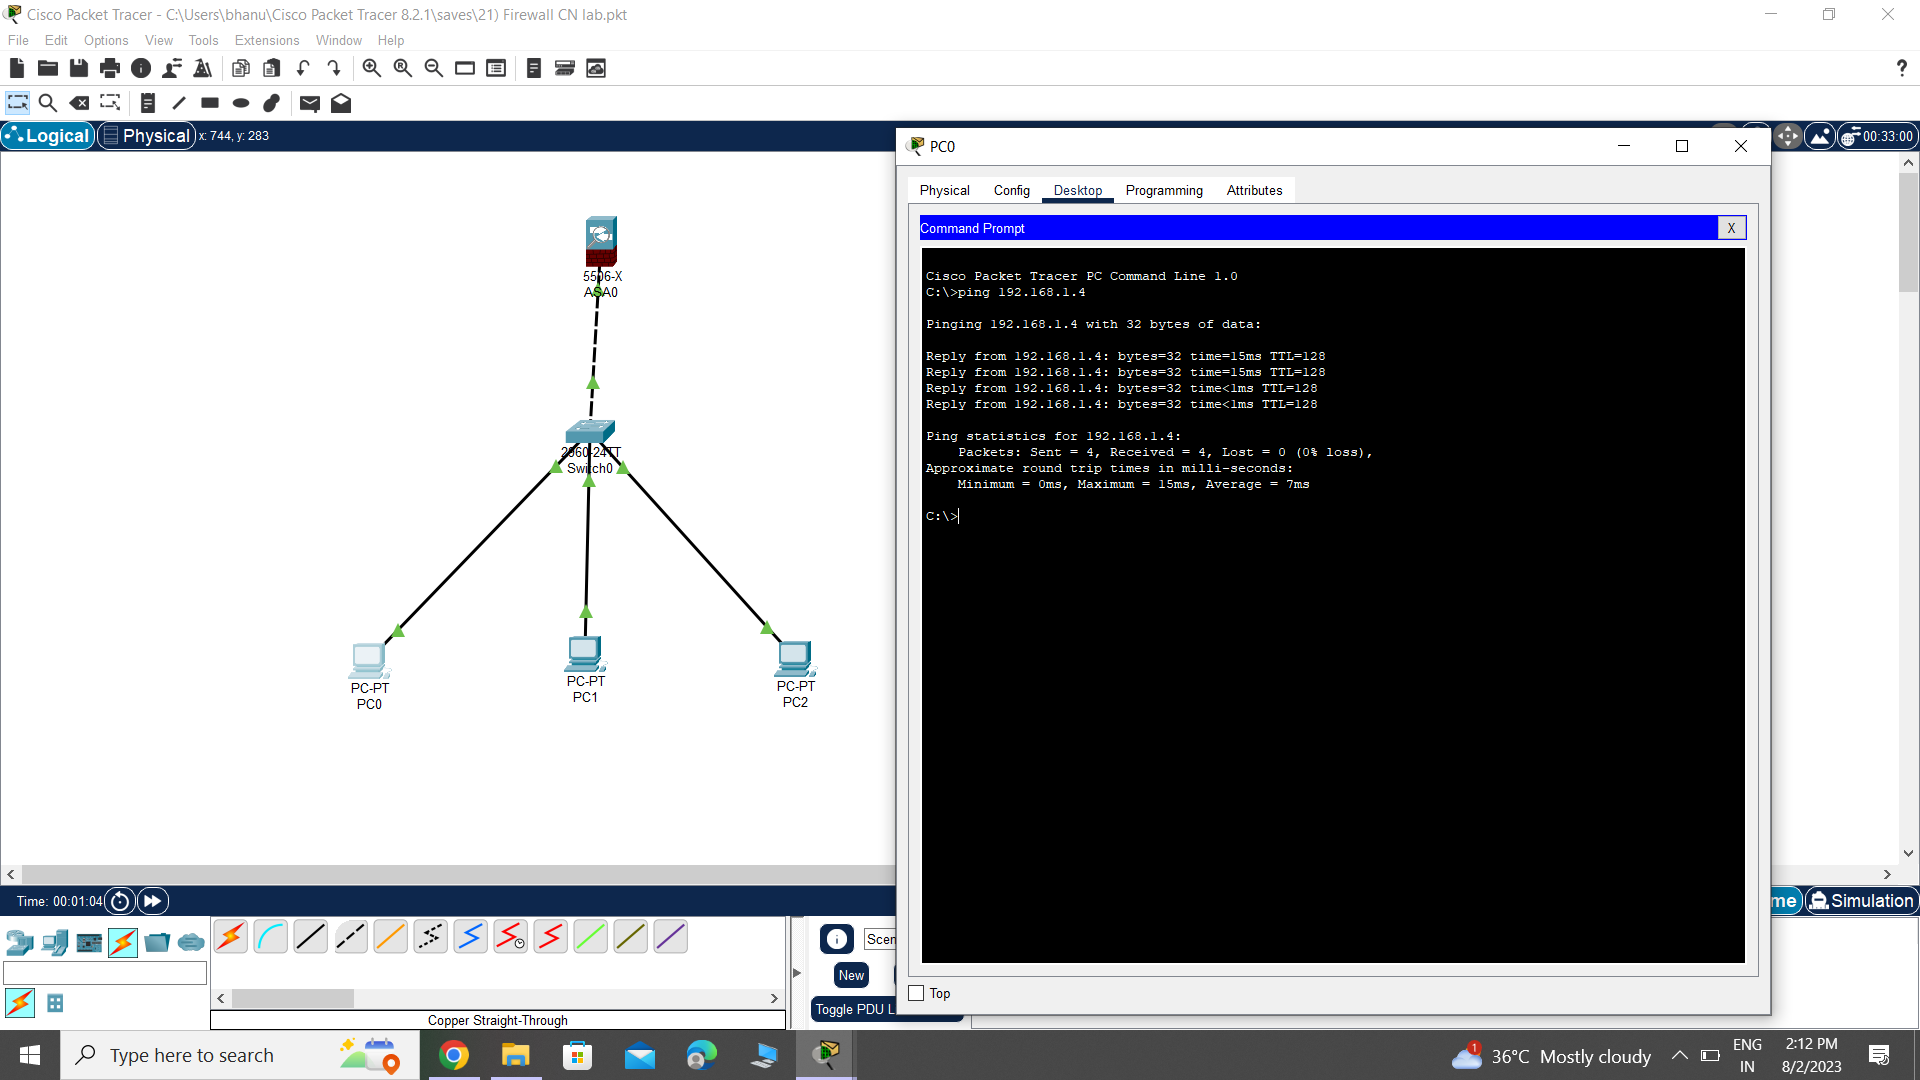 Cisco Packet Tracer - C:\Users\bhanu\Cisco Packet Tracer 8.2.1\saves\21) Firewall CN lab.pkt
File Edit Options View Tools Extensions Window Help
Logical Physical x: 744, y: 283
00:33:00
5506-X
ASA0
2960-24TT
Switch0
PC-PT
PC0
PC-PT
PC1
PC-PT
PC2
PC0
Physical Config Desktop Programming Attributes
Command Prompt
X
Cisco Packet Tracer PC Command Line 1.0
C:\>ping 192.168.1.4
Pinging 192.168.1.4 with 32 bytes of data:
Reply from 192.168.1.4: bytes=32 time=15ms TTL=128
Reply from 192.168.1.4: bytes=32 time=15ms TTL=128
Reply from 192.168.1.4: bytes=32 time<1ms TTL=128
Reply from 192.168.1.4: bytes=32 time<1ms TTL=128
Ping statistics for 192.168.1.4:
Packets: Sent = 4, Received = 4, Lost = 0 (0% loss),
Approximate round trip times in milli-seconds:
Minimum = 0ms, Maximum = 15ms, Average = 7ms
C:\>
Top
Time: 00:01:04
me Simulation
Scen
New
Toggle PDU L
Copper Straight-Through
Type here to search
1
36°C Mostly cloudy
ENG
IN
2:12 PM
8/2/2023